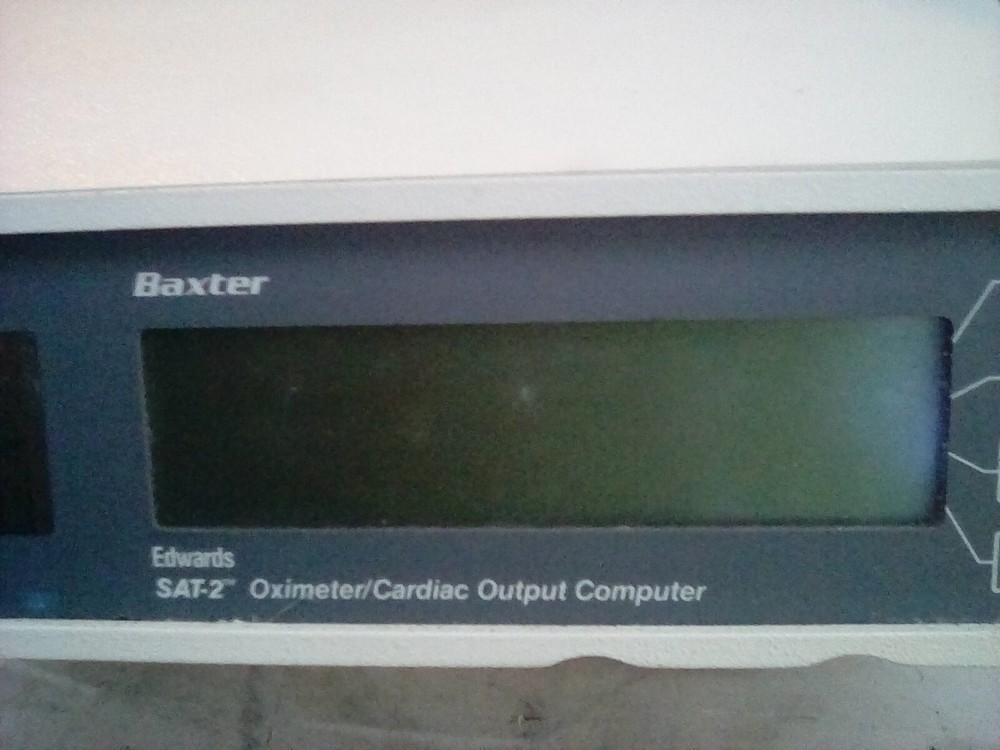 Baxter
Edwards
SAT-2™ Oximeter/Cardiac Output Computer